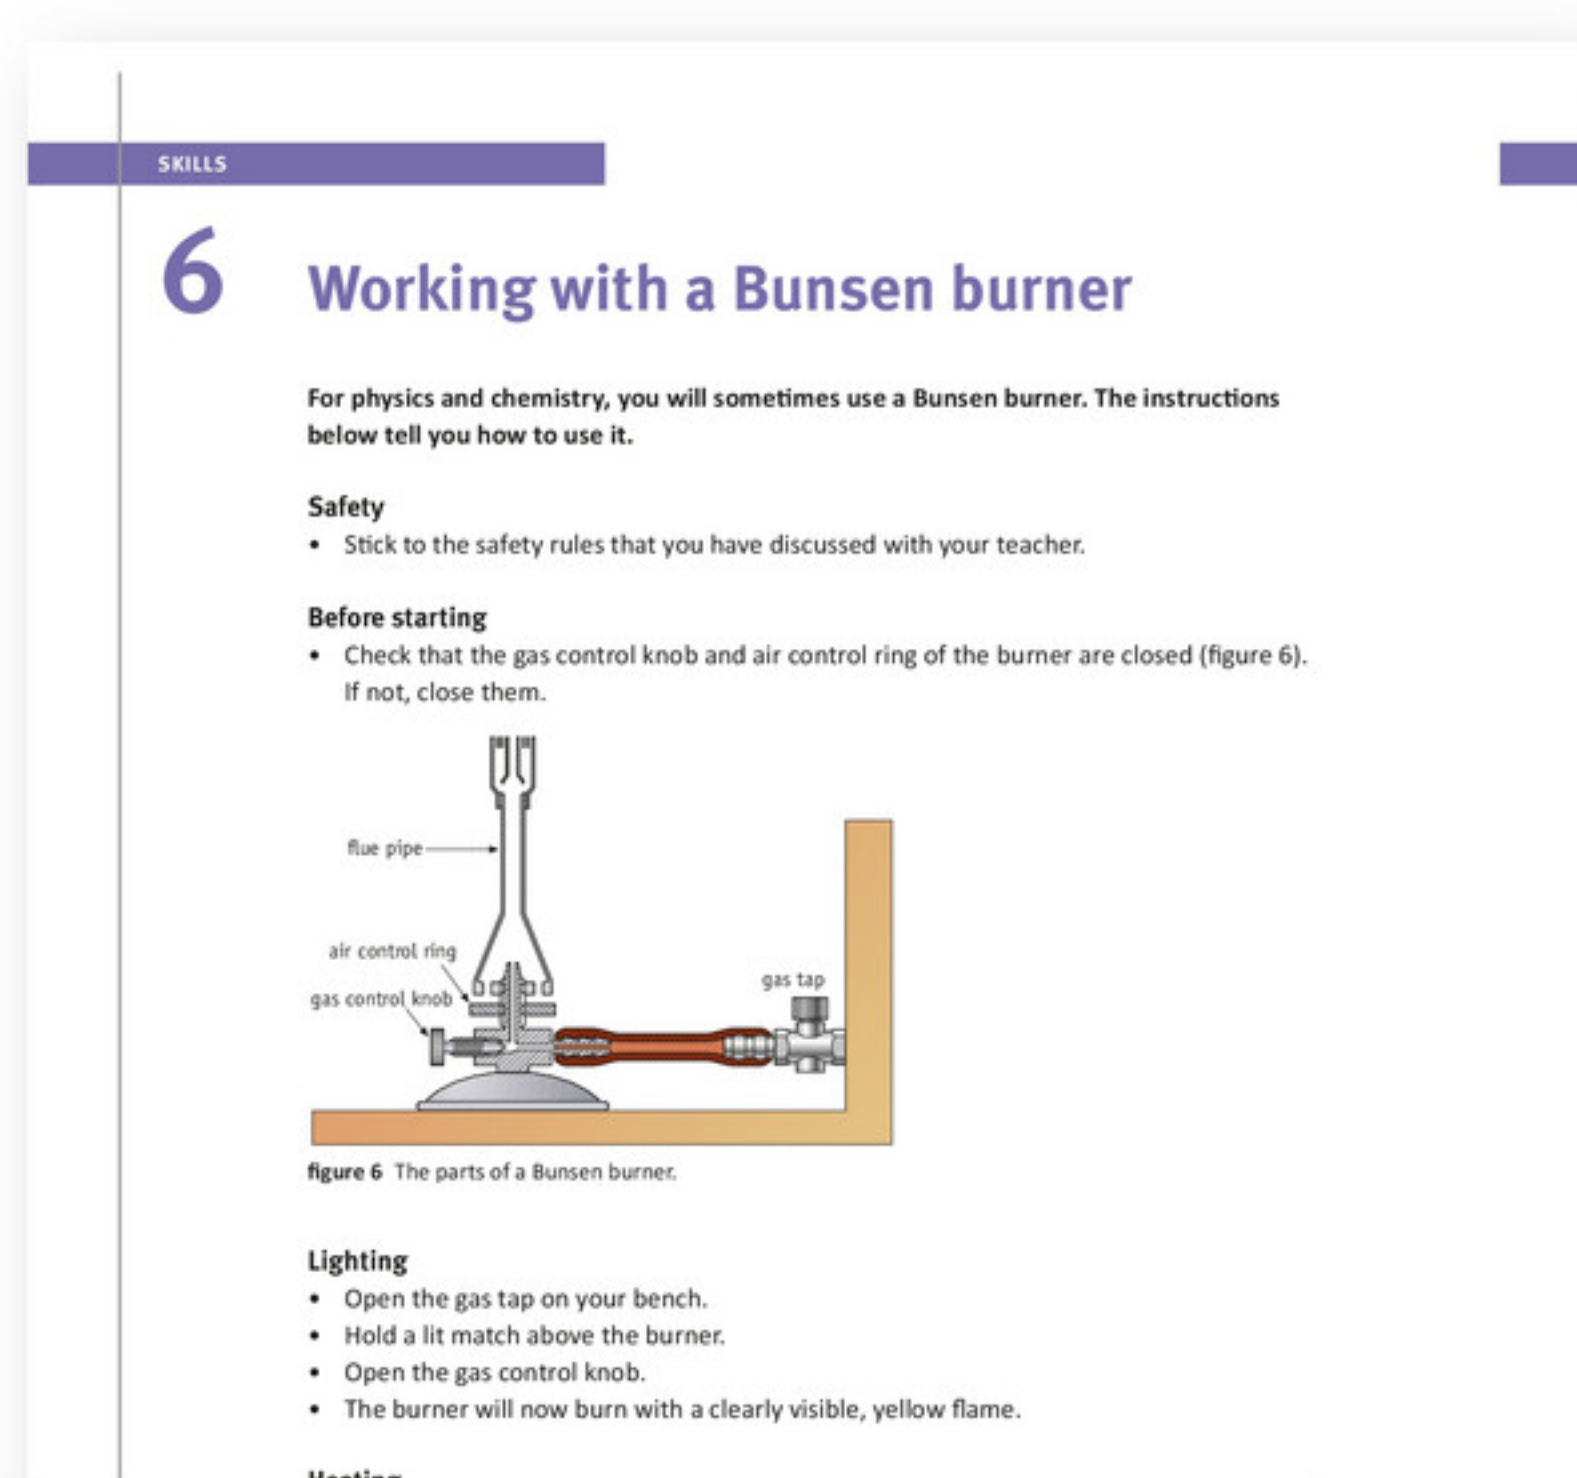 SKILLS
6 Working with a Bunsen burner
For physics and chemistry, you will sometimes use a Bunsen burner. The instructions
below tell you how to use it.
Safety
• Stick to the safety rules that you have discussed with your teacher.
Before starting
• Check that the gas control knob and air control ring of the burner are closed (figure 6).
If not, close them.
flue pipe
air control ring
gas control knob
gas tap
figure 6 The parts of a Bunsen burner.
Lighting
• Open the gas tap on your bench.
• Hold a lit match above the burner.
• Open the gas control knob.
• The burner will now burn with a clearly visible, yellow flame.